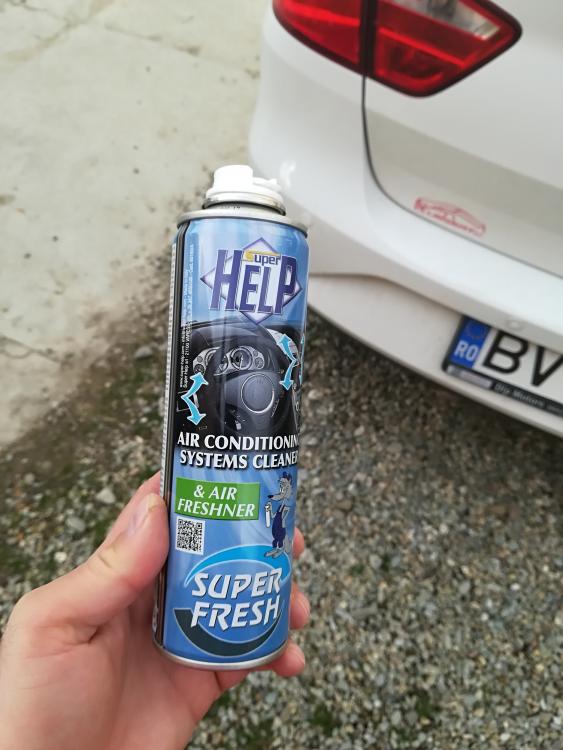 Super
HELP
AIR CONDITIONING
SYSTEMS CLEANER
& AIR
FRESHNER
SUPER
FRESH
RO
BV